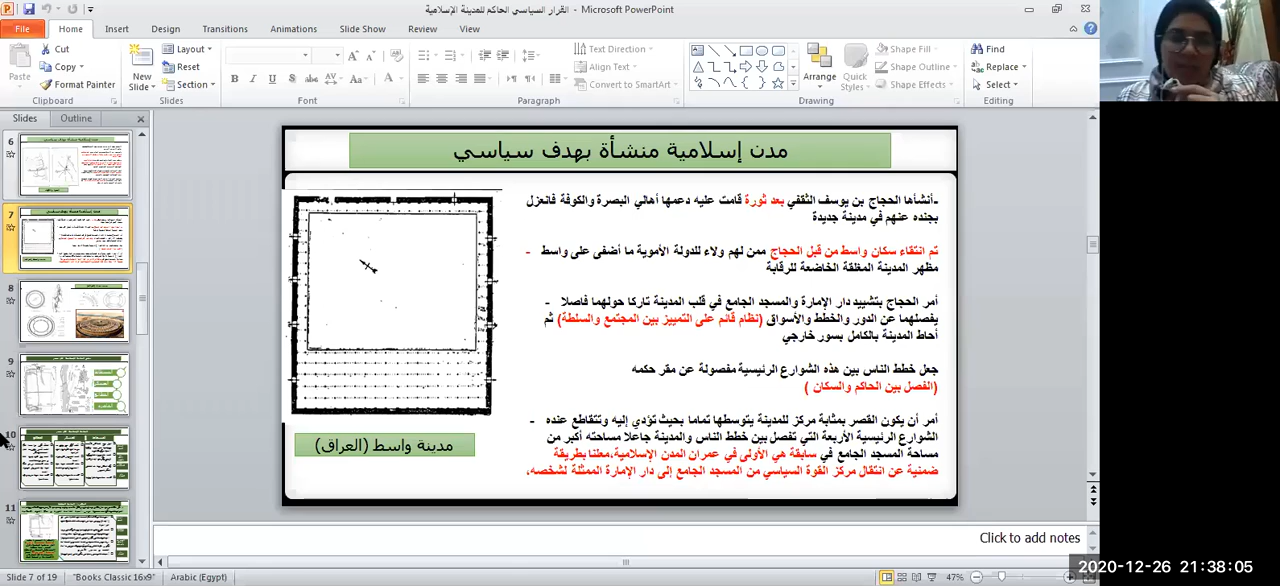 القرار السياسي الحاكم للمدينة الإسلامية - Microsoft PowerPoint
File Home Insert Design Transitions Animations Slide Show Review View
Paste
Cut
Copy
Format Painter
Clipboard
New Slide
Layout
Reset
Section
Slides
B I U S abc AV Aa A
Font
Paragraph
Text Direction
Align Text
Convert to SmartArt
Arrange
Quick Styles
Shape Fill
Shape Outline
Shape Effects
Drawing
Find
Replace
Select
Editing
Slides Outline
6
7
8
9
10
11
مدن إسلامية منشأة بهدف سياسي
-أنشأها الحجاج بن يوسف الثقفي بعد ثورة قامت عليه دعمها أهالي البصرة والكوفة فانعزل
بجنده عنهم في مدينة جديدة
تم انتقاء سكان واسط من قبل الحجاج ممن لهم ولاء للدولة الأموية ما أضفى على واسط -
مظهر المدينة المغلقة الخاضعة للرقابة
أمر الحجاج بتشييد دار الإمارة والمسجد الجامع في قلب المدينة تاركا حولهما فاصلا -
يفصلهما عن الدور والخطط والأسواق (نظام قائم على التمييز بين المجتمع والسلطة) ثم
أحاط المدينة بالكامل بسور خارجي
جعل خطط الناس بين هذه الشوارع الرئيسية مفصولة عن مقر حكمه
(الفصل بين الحاكم والسكان )
أمر أن يكون القصر بمثابة مركز للمدينة يتوسطها تماما بحيث تؤدي إليه وتتقاطع عنده -
الشوارع الرئيسية الأربعة التي تفصل بين خطط الناس والمدينة جاعلا مساحته أكبر من
مساحة المسجد الجامع في سابقة هي الأولى في عمران المدن الإسلامية،معلنا بطريقة
ضمنية عن انتقال مركز القوة السياسي من المسجد الجامع إلى دار الإمارة الممثلة لشخصه،
مدينة واسط (العراق)
Click to add notes
Slide 7 of 19 "Books Classic 16x9" Arabic (Egypt) 47%
2020-12-26 21:38:05